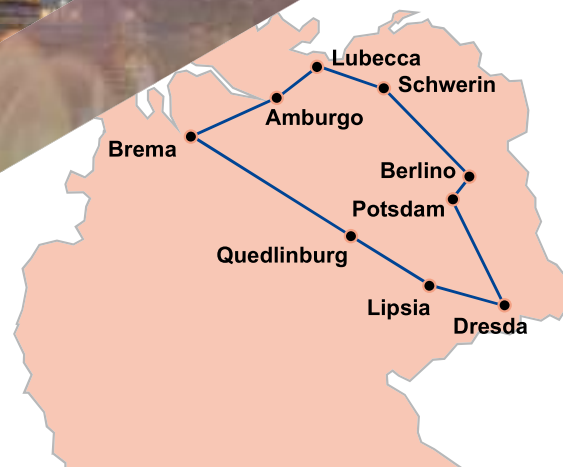 Lubecca
Schwerin
Amburgo
Brema
Berlino
Potsdam
Quedlinburg
Lipsia
Dresda